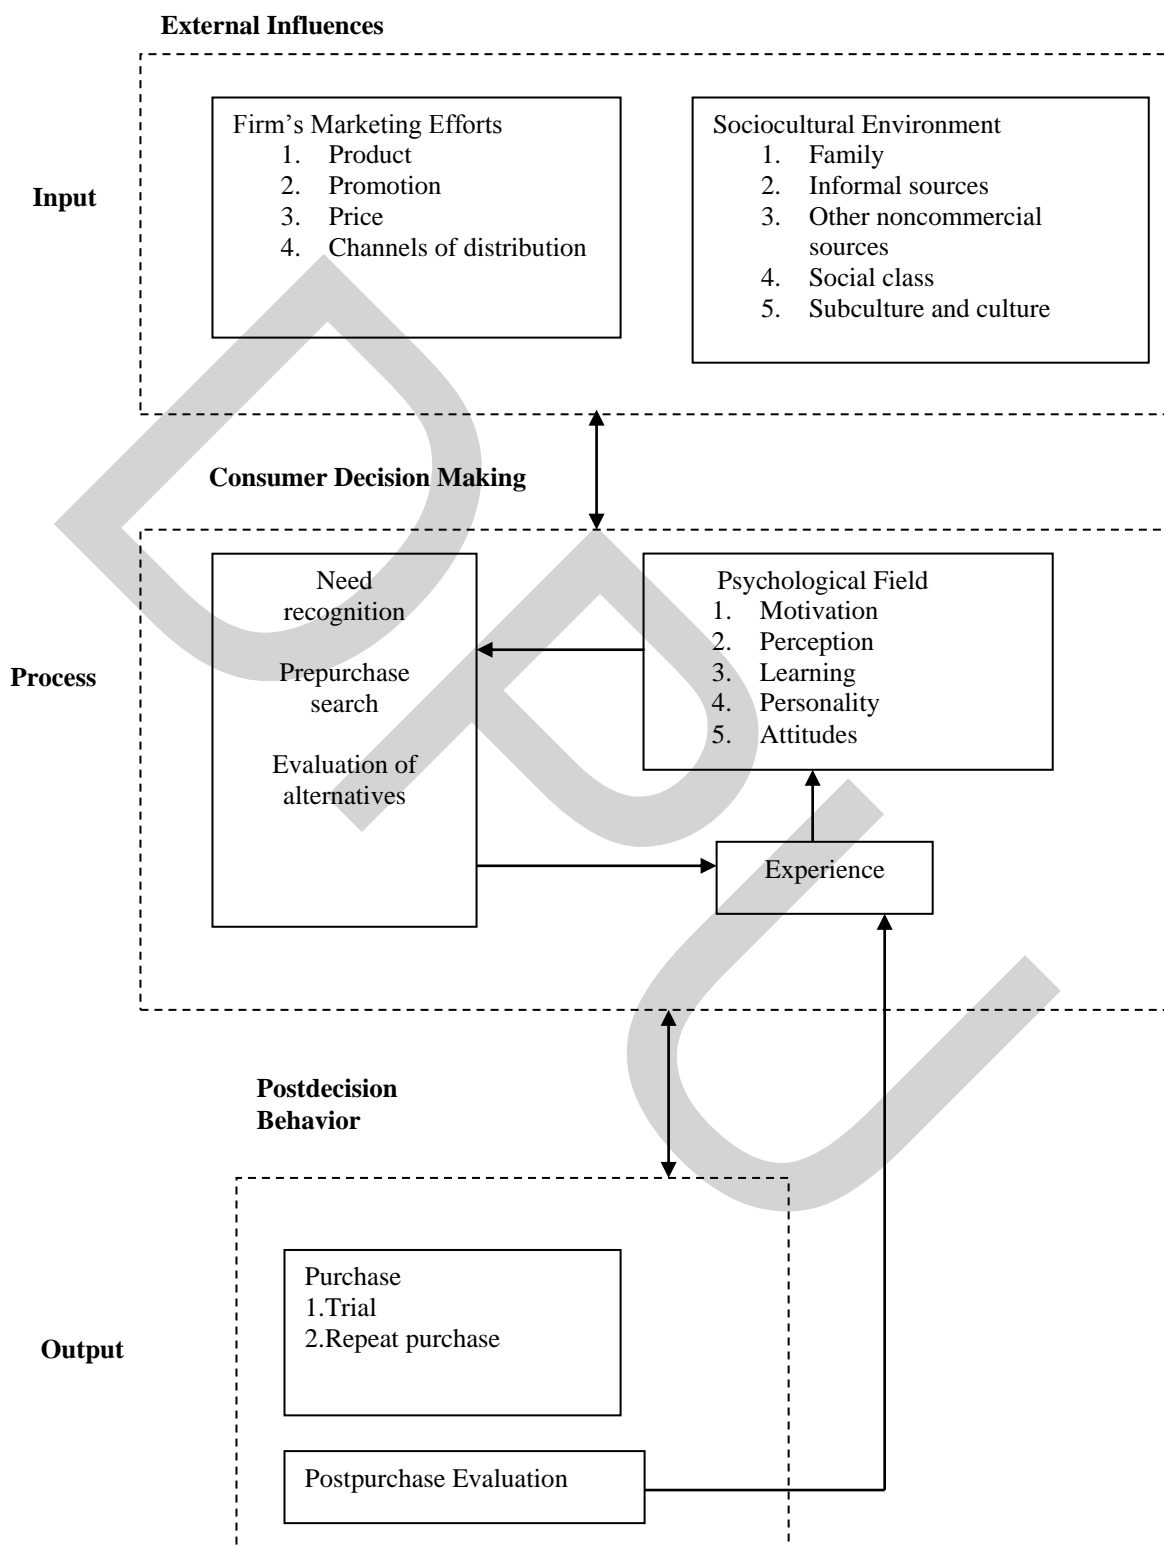 External Influences
Firm's Marketing Efforts
1. Product
2. Promotion
3. Price
4. Channels of distribution
Sociocultural Environment
1. Family
2. Informal sources
3. Other noncommercial
sources
4. Social class
5. Subculture and culture
Input
Consumer Decision Making
Need
recognition
Prepurchase
search
Evaluation of
alternatives
Psychological Field
1. Motivation
2. Perception
3. Learning
4. Personality
5. Attitudes
Process
Experience
Postdecision
Behavior
Purchase
1.Trial
2.Repeat purchase
Output
Postpurchase Evaluation
DPU